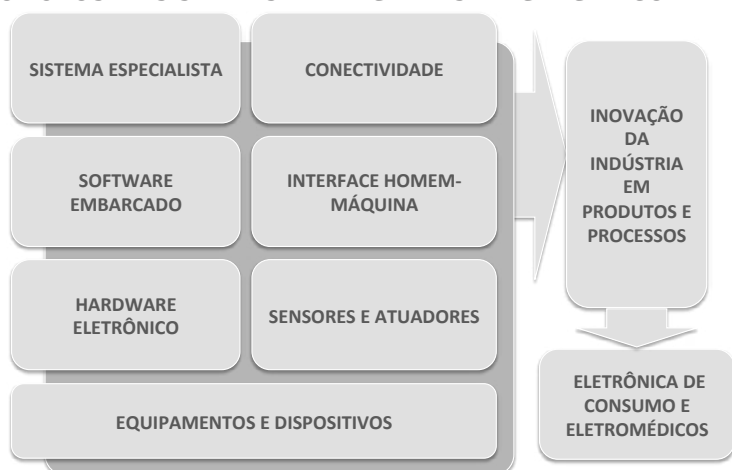 SISTEMA ESPECIALISTA
CONECTIVIDADE
SOFTWARE
EMBARCADO
INTERFACE HOMEM-
MÁQUINA
HARDWARE
ELETRÔNICO
SENSORES E ATUADORES
EQUIPAMENTOS E DISPOSITIVOS
INOVAÇÃO
DA
INDÚSTRIA
EM
PRODUTOS E
PROCESSOS
ELETRÔNICA DE
CONSUMO E
ELETROMÉDICOS